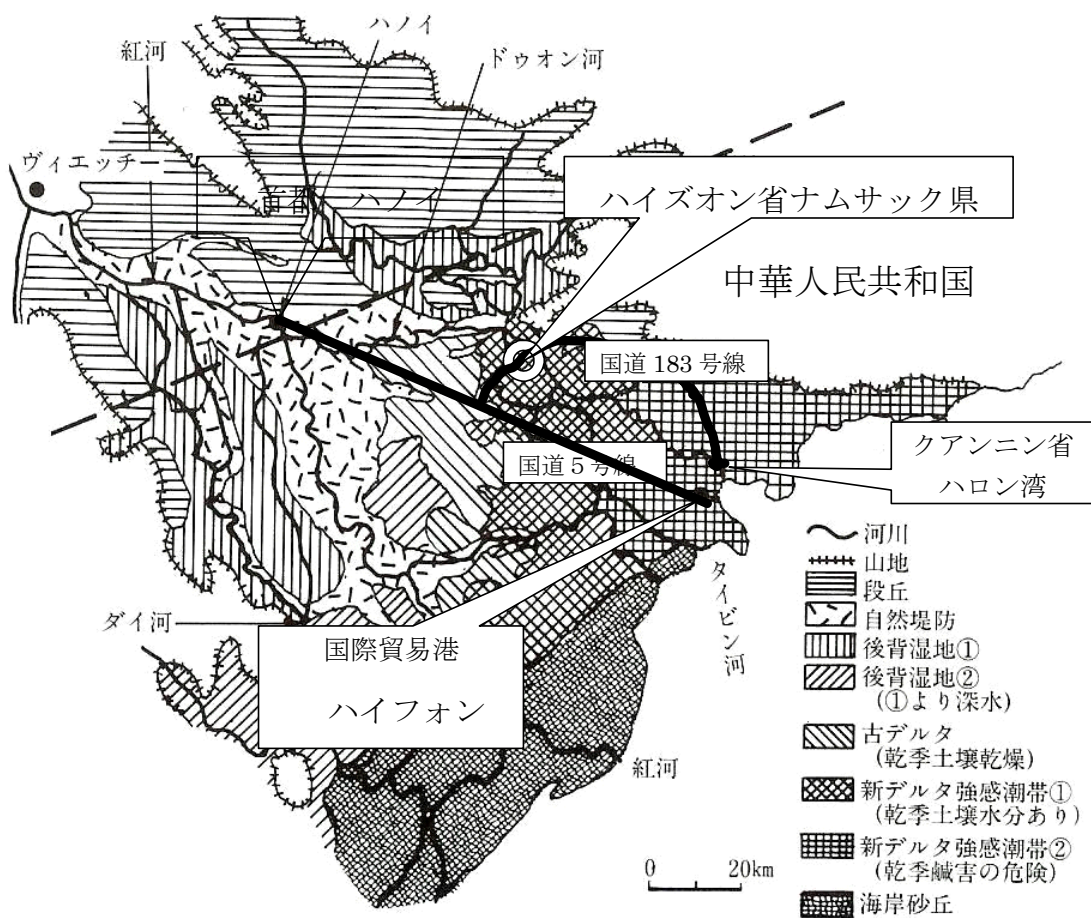 ハノイ
紅河
ドゥオン河
ヴィエッチー
首都 ハノイ
ハイズオン省ナムサック県
中華人民共和国
国道183号線
国道5号線
クアンニン省
ハロン湾
タイビン河
ダイ河
国際貿易港
ハイフォン
紅河
0 20km
河川
山地
段丘
自然堤防
後背湿地①
後背湿地②
(①より深水)
古デルタ
(乾季土壌乾燥)
新デルタ強感潮帯①
(乾季土壌水分あり)
新デルタ強感潮帯②
(乾季鹹害の危険)
海岸砂丘